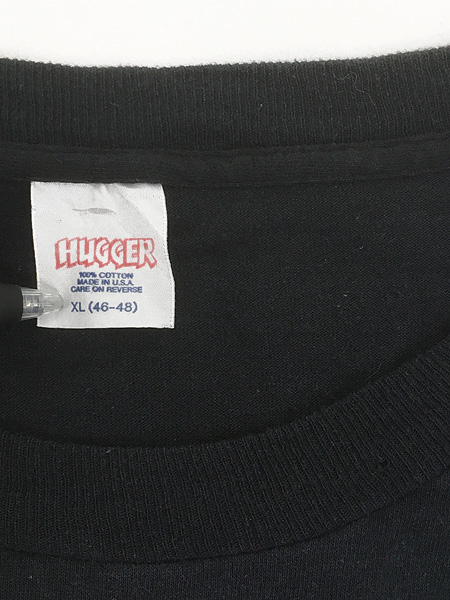 HUGGER
100% COTTON
MADE IN U.S.A.
CARE ON REVERSE
XL (46-48)